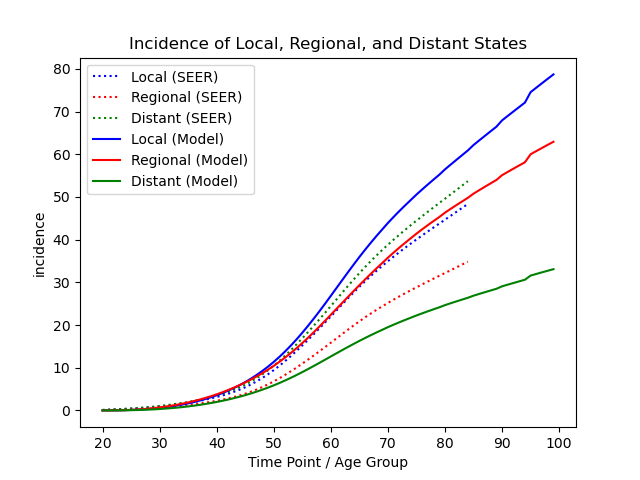 Incidence of Local, Regional, and Distant States
80
70
60
50
40
30
20
10
0
incidence
Local (SEER)
Regional (SEER)
Distant (SEER)
Local (Model)
Regional (Model)
Distant (Model)
20 30 40 50 60 70 80 90 100
Time Point / Age Group